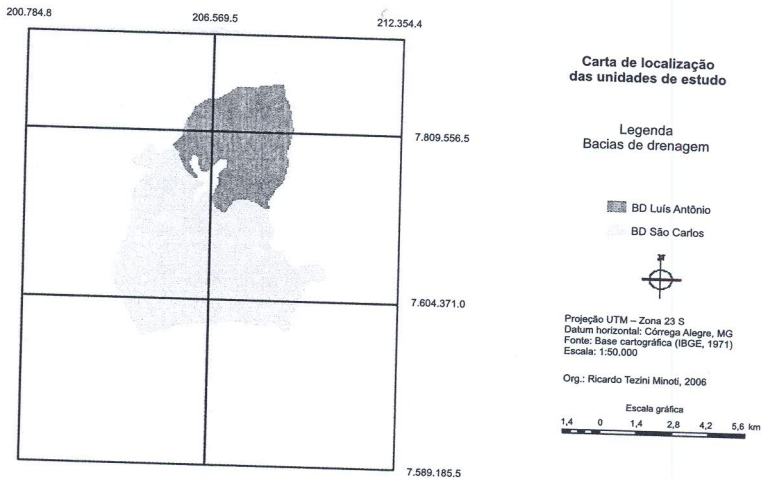 200.784.8
206.569.5
212.354.4
7.809.556.5
7.604.371.0
7.589.185.5
Carta de localização
das unidades de estudo
Legenda
Bacias de drenagem
BD Luís Antônio
BD São Carlos
N
Projeção UTM – Zona 23 S
Datum horizontal: Córrega Alegre, MG
Fonte: Base cartográfica (IBGE, 1971)
Escala: 1:50.000
Org.: Ricardo Tezini Minoti, 2006
Escala gráfica
1,4 0 1,4 2,8 4,2 5,6 km